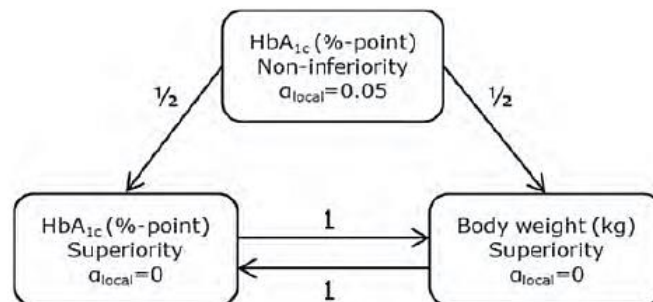 HbA1c (%-point)
Non-inferiority
αlocal=0.05
½
½
HbA1c (%-point)
Superiority
αlocal=0
1
1
Body weight (kg)
Superiority
αlocal=0